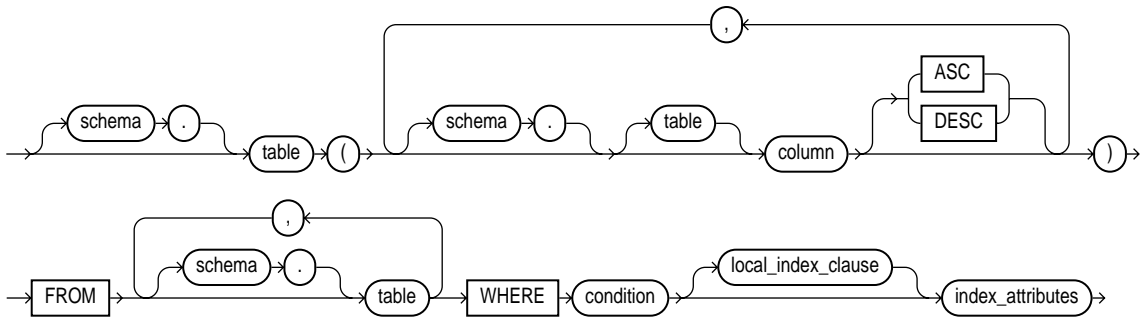 ,
ASC
schema . schema . table DESC
table ( column )
,
schema . local_index_clause
FROM table WHERE condition index_attributes